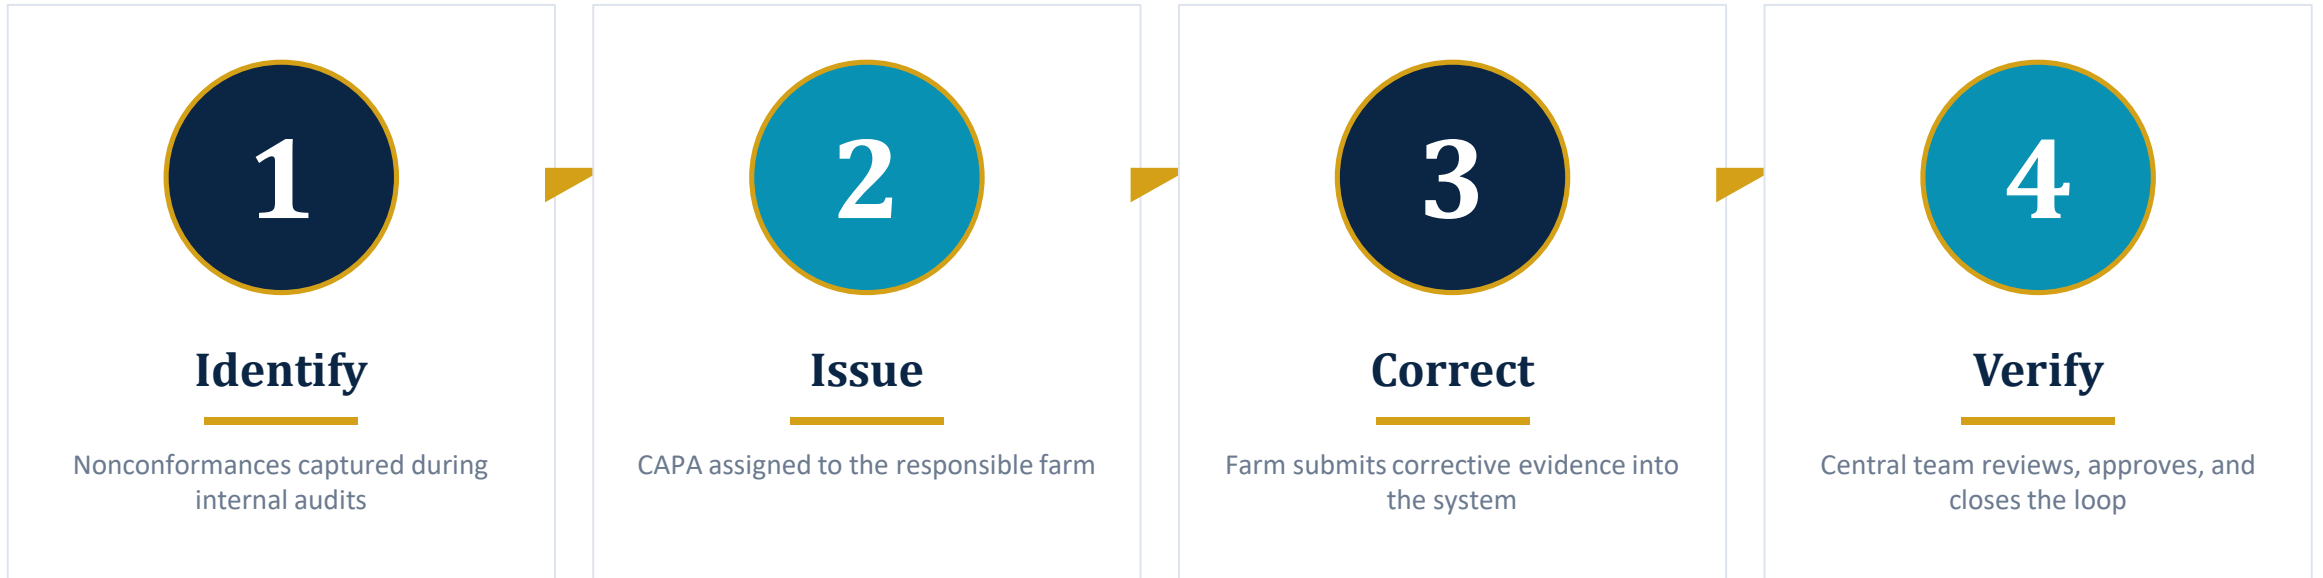 1
Identify
Nonconformances captured during
internal audits
2
Issue
CAPA assigned to the responsible farm
3
Correct
Farm submits corrective evidence into
the system
4
Verify
Central team reviews, approves, and
closes the loop